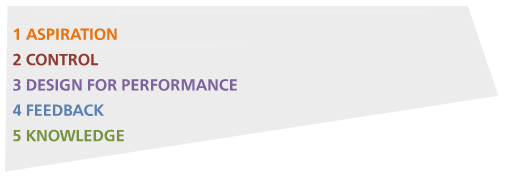 1 ASPIRATION
2 CONTROL
3 DESIGN FOR PERFORMANCE
4 FEEDBACK
5 KNOWLEDGE